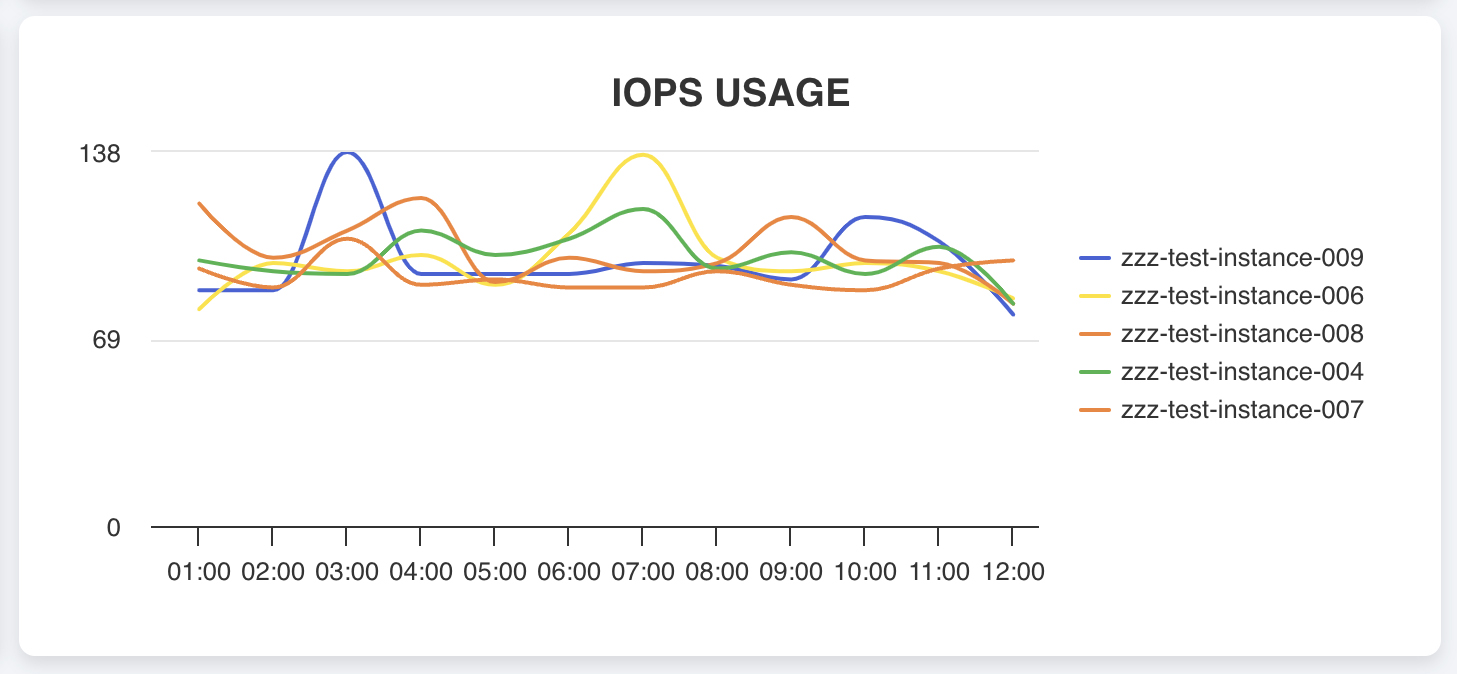 IOPS USAGE
138
69
0
01:00 02:00 03:00 04:00 05:00 06:00 07:00 08:00 09:00 10:00 11:00 12:00
zzz-test-instance-009
zzz-test-instance-006
zzz-test-instance-008
zzz-test-instance-004
zzz-test-instance-007